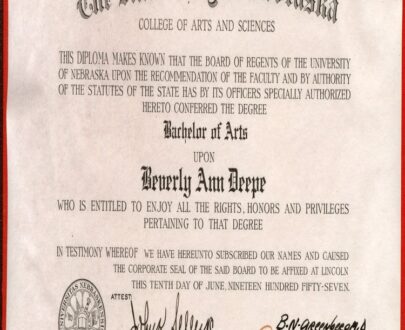 The University of Nebraska
COLLEGE OF ARTS AND SCIENCES
THIS DIPLOMA MAKES KNOWN THAT THE BOARD OF REGENTS OF THE UNIVERSITY
OF NEBRASKA UPON THE RECOMMENDATION OF THE FACULTY AND BY AUTHORITY
OF THE STATUTES OF THE STATE HAS BY ITS OFFICERS SPECIALLY AUTHORIZED
HERETO CONFERRED THE DEGREE
Bachelor of Arts
UPON
Beverly Ann Deepe
WHO IS ENTITLED TO ENJOY ALL THE RIGHTS, HONORS AND PRIVILEGES
PERTAINING TO THAT DEGREE
IN TESTIMONY WHEREOF WE HAVE HEREUNTO SUBSCRIBED OUR NAMES AND CAUSED
THE CORPORATE SEAL OF THE SAID BOARD TO BE AFFIXED AT LINCOLN
THIS TENTH DAY OF JUNE, NINETEEN HUNDRED FIFTY-SEVEN.
ATTEST:
B. N. Greenberg M.D.